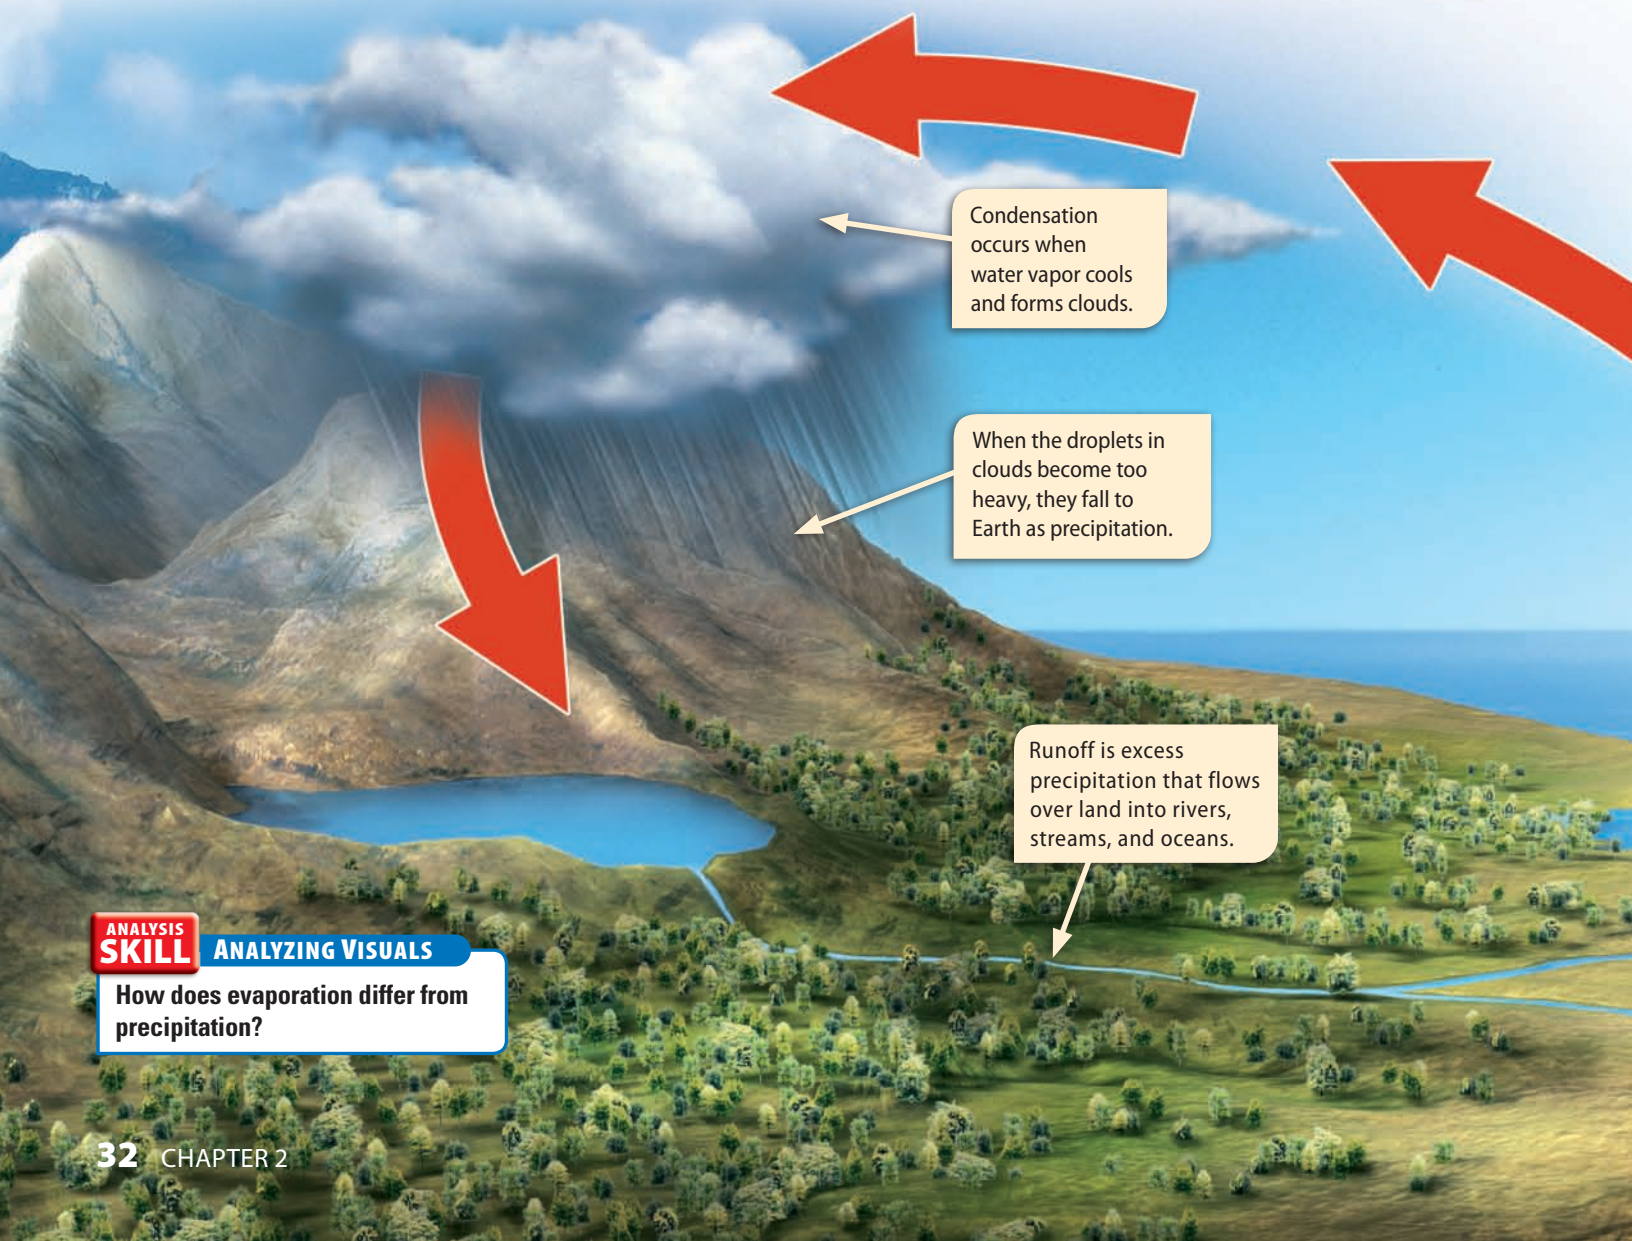 Condensation
occurs when
water vapor cools
and forms clouds.
When the droplets in
clouds become too
heavy, they fall to
Earth as precipitation.
Runoff is excess
precipitation that flows
over land into rivers,
streams, and oceans.
ANALYSIS
SKILL
ANALYZING VISUALS
How does evaporation differ from
precipitation?
32 CHAPTER 2